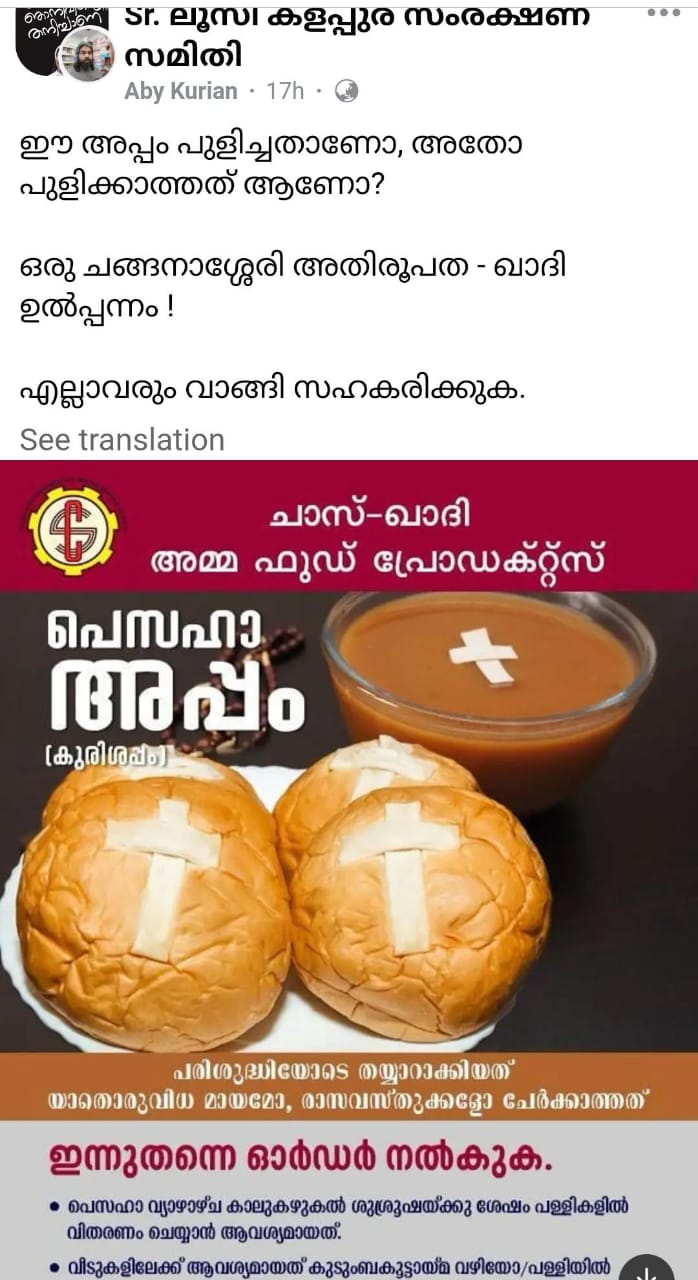 Sr. ലൂസി കളപ്പുര സംരക്ഷണ
സമിതി
Aby Kurian · 17h ·
ഈ അപ്പം പുളിച്ചതാണോ, അതോ
പുളിക്കാത്തത് ആണോ?
ഒരു ചങ്ങനാശ്ശേരി അതിരൂപത - ഖാദി
ഉൽപ്പന്നം !
എല്ലാവരും വാങ്ങി സഹകരിക്കുക.
See translation
ചാസ്-ഖാദി
അമ്മ ഫുഡ് പ്രോഡക്റ്റ്സ്
പെസഹാ
അപ്പം
(കുരിശപ്പം)
പരിശുദ്ധിയോടെ തയ്യാറാക്കിയത്
യാതൊരുവിധ മായമോ, രാസവസ്തുക്കളോ ചേർക്കാത്തത്
ഇന്നുതന്നെ ഓർഡർ നൽകുക.
• പെസഹാ വ്യാഴാഴ്ച കാലുകഴുകൽ ശുശ്രൂഷയ്ക്കു ശേഷം പള്ളികളിൽ
വിതരണം ചെയ്യാൻ ആവശ്യമായത്.
• വീടുകളിലേക്ക് ആവശ്യമായത് കുടുംബകൂട്ടായ്മ വഴിയോ/പള്ളിയിൽ